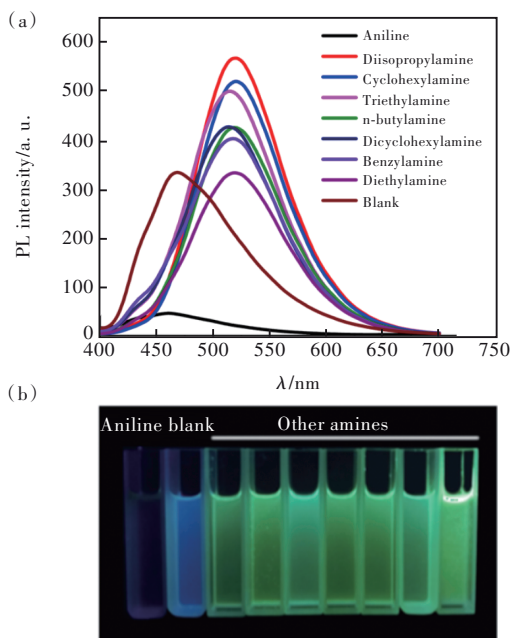 (a)
600
500
400
300
200
100
0
PL intensity/a. u.
Aniline
Diisopropylamine
Cyclohexylamine
Triethylamine
n-butylamine
Dicyclohexylamine
Benzylamine
Diethylamine
Blank
400 450 500 550 600 650 700 750
λ/nm
(b)
Aniline blank Other amines